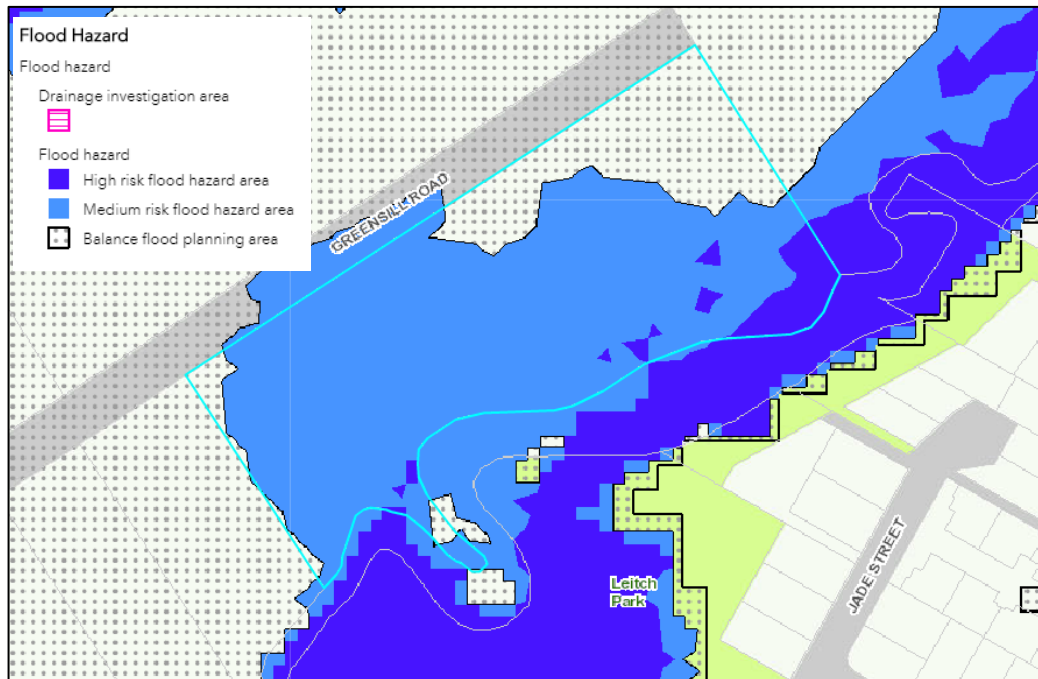 Flood Hazard
Flood hazard
Drainage investigation area
Flood hazard
High risk flood hazard area
Medium risk flood hazard area
Balance flood planning area
GREENSILL ROAD
Leitch
Park
JADE STREET